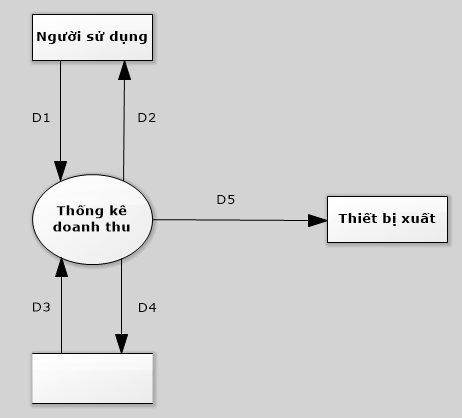 Người sử dụng
D1
D2
Thống kê
doanh thu
D5
Thiết bị xuất
D3
D4